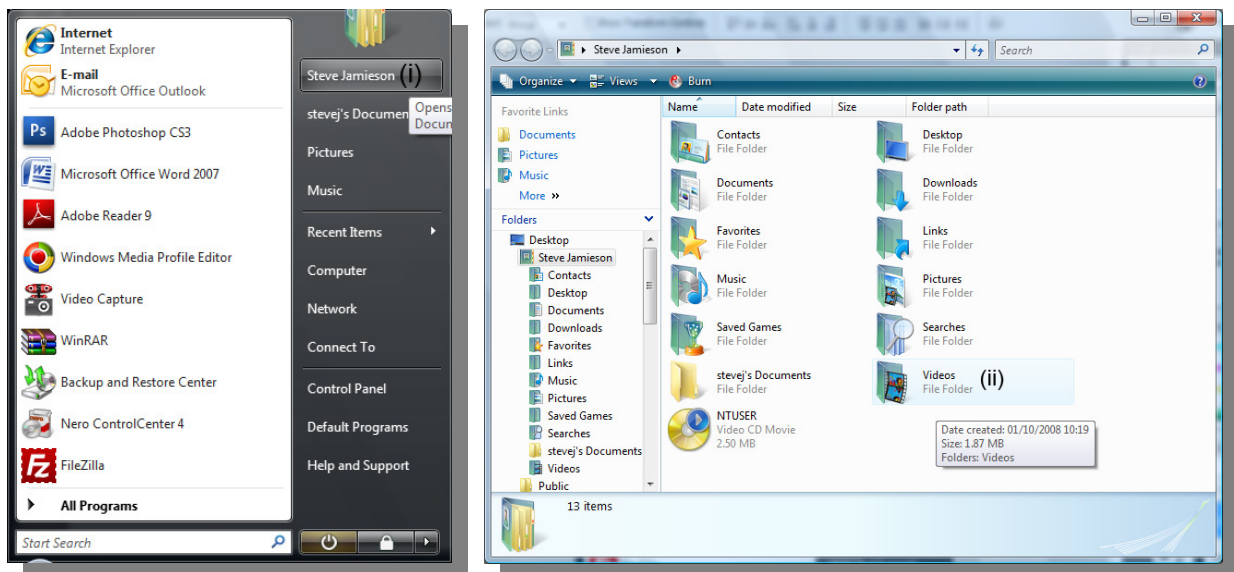 Internet
Internet Explorer
E-mail
Microsoft Office Outlook
Ps Adobe Photoshop CS3
Microsoft Office Word 2007
Adobe Reader 9
Windows Media Profile Editor
Video Capture
WinRAR
Backup and Restore Center
Nero ControlCenter 4
FileZilla
All Programs
Start Search
Steve Jamieson (i)
stevej's Documen
Opens
Docum
Pictures
Music
Recent Items
Computer
Network
Connect To
Control Panel
Default Programs
Help and Support
Steve Jamieson
Search
Organize Views Burn
Favorite Links
Documents
Pictures
Music
More »
Folders
Desktop
Steve Jamieson
Contacts
Desktop
Documents
Downloads
Favorites
Links
Music
Pictures
Saved Games
Searches
stevej's Documents
Videos
Public
Name Date modified Size Folder path
Contacts
File Folder
Desktop
File Folder
Documents
File Folder
Downloads
File Folder
Favorites
File Folder
Links
File Folder
Music
File Folder
Pictures
File Folder
Saved Games
File Folder
Searches
File Folder
stevej's Documents
File Folder
Videos
File Folder (ii)
NTUSER
Video CD Movie
2.50 MB
Date created: 01/10/2008 10:19
Size: 1.87 MB
Folders: Videos
13 items